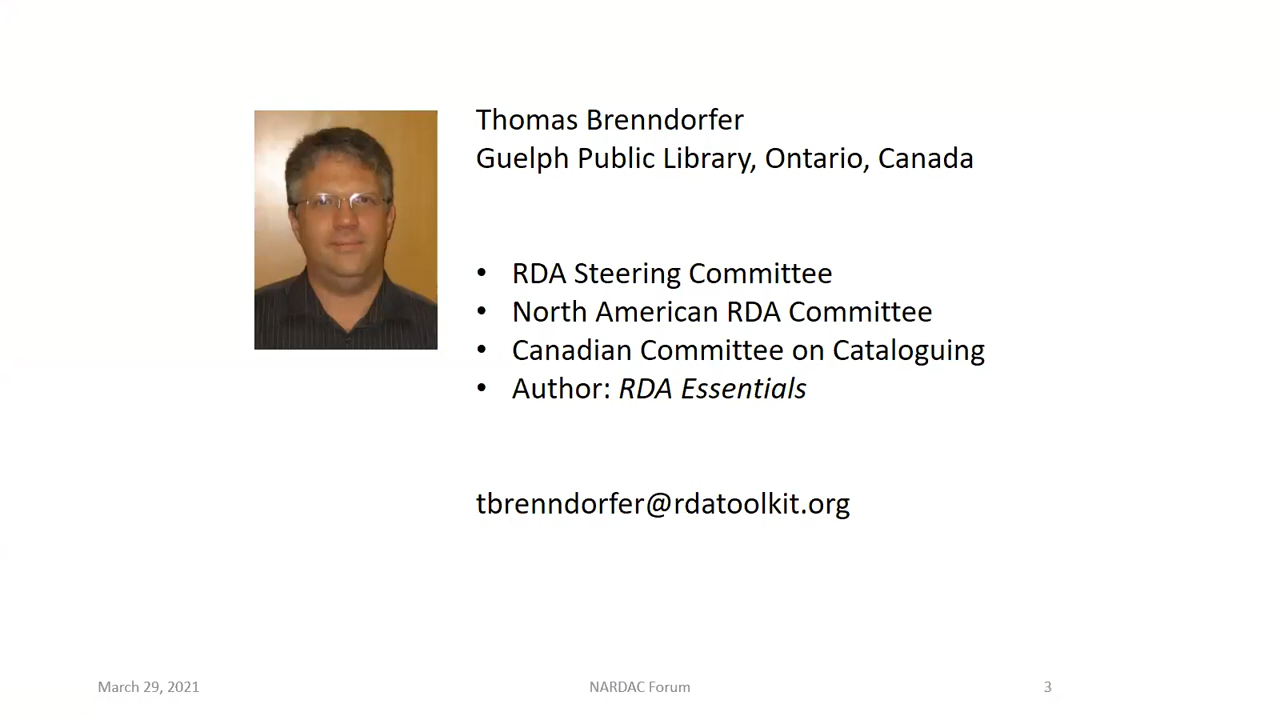 Thomas Brenndorfer
Guelph Public Library, Ontario, Canada
• RDA Steering Committee
• North American RDA Committee
• Canadian Committee on Cataloguing
• Author: RDA Essentials
tbrenndorfer@rdatoolkit.org
March 29, 2021
NARDAC Forum
3